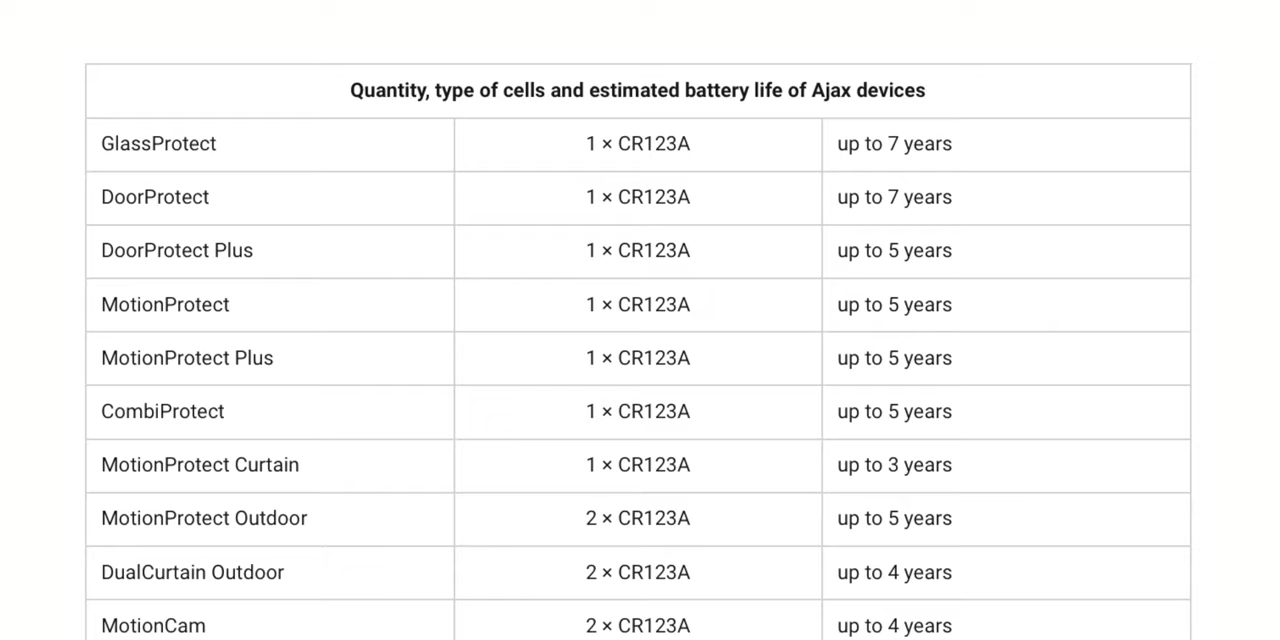 Quantity, type of cells and estimated battery life of Ajax devices
GlassProtect 1 × CR123A up to 7 years
DoorProtect 1 × CR123A up to 7 years
DoorProtect Plus 1 × CR123A up to 5 years
MotionProtect 1 × CR123A up to 5 years
MotionProtect Plus 1 × CR123A up to 5 years
CombiProtect 1 × CR123A up to 5 years
MotionProtect Curtain 1 × CR123A up to 3 years
MotionProtect Outdoor 2 × CR123A up to 5 years
DualCurtain Outdoor 2 × CR123A up to 4 years
MotionCam 2 × CR123A up to 4 years